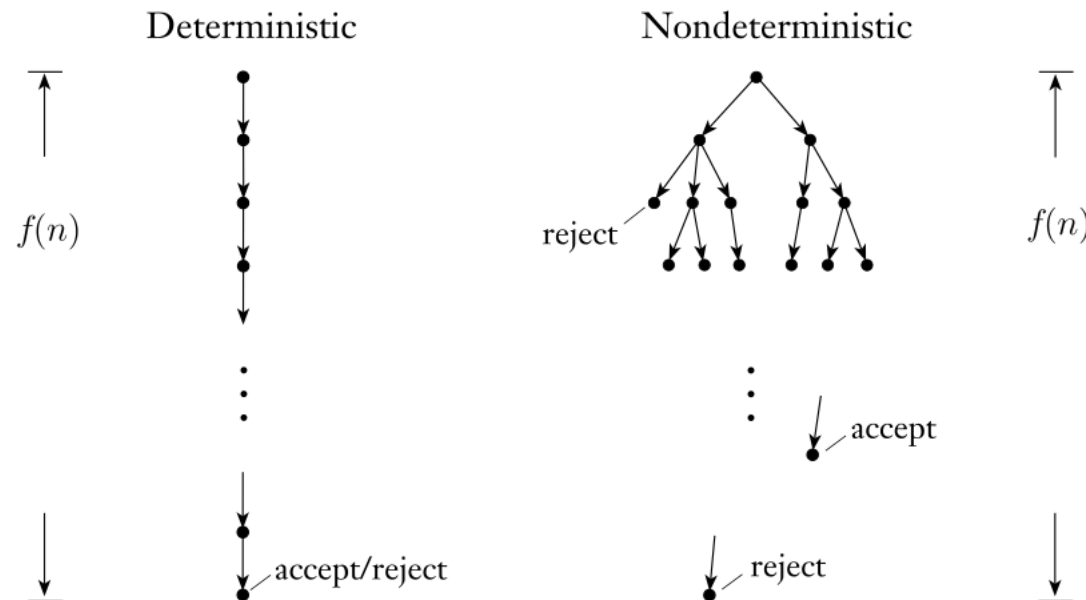 Deterministic
Nondeterministic
f(n)
reject
f(n)
accept
accept/reject
reject